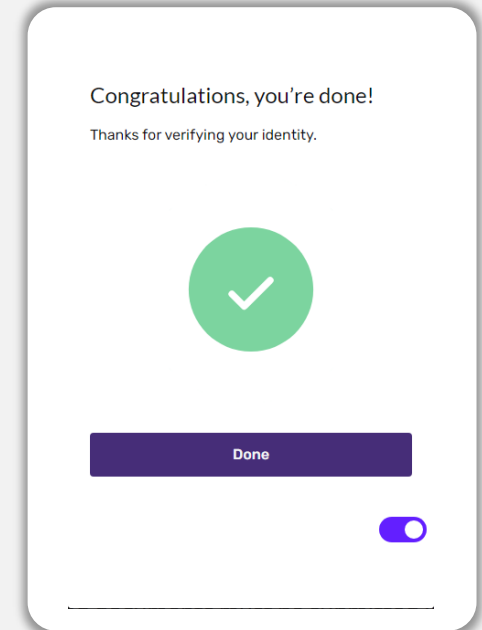 Congratulations, you’re done!
Thanks for verifying your identity.
Done